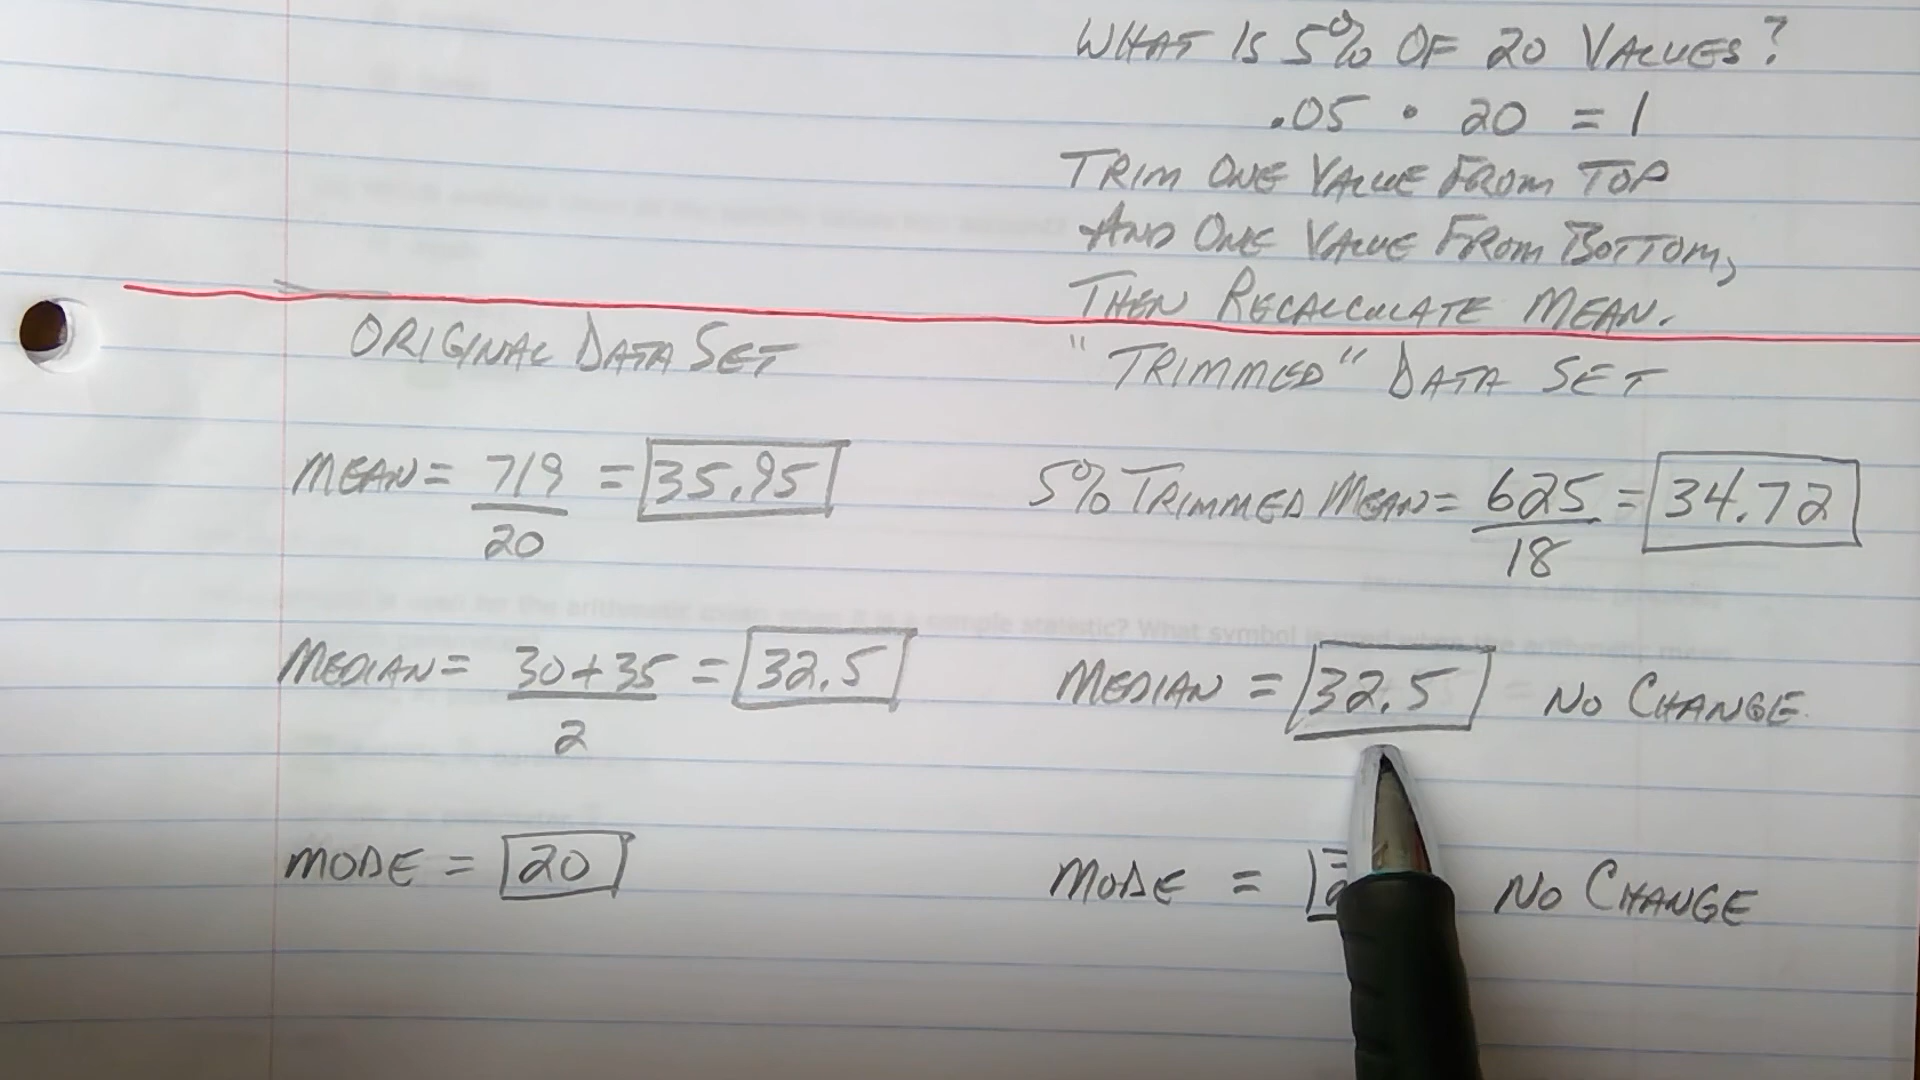 WHAT IS 5% OF 20 VALUES?
.05 • 20 = 1
TRIM ONE VALUE FROM TOP
AND ONE VALUE FROM BOTTOM,
THEN RECALCULATE MEAN.
ORIGINAL DATA SET
"TRIMMED" DATA SET
MEAN = 719/20 = 35.95
5% TRIMMED MEAN = 625/18 = 34.72
MEDIAN = 30+35/2 = 32.5
MEDIAN = 32.5 NO CHANGE
MODE = 20
MODE = NO CHANGE